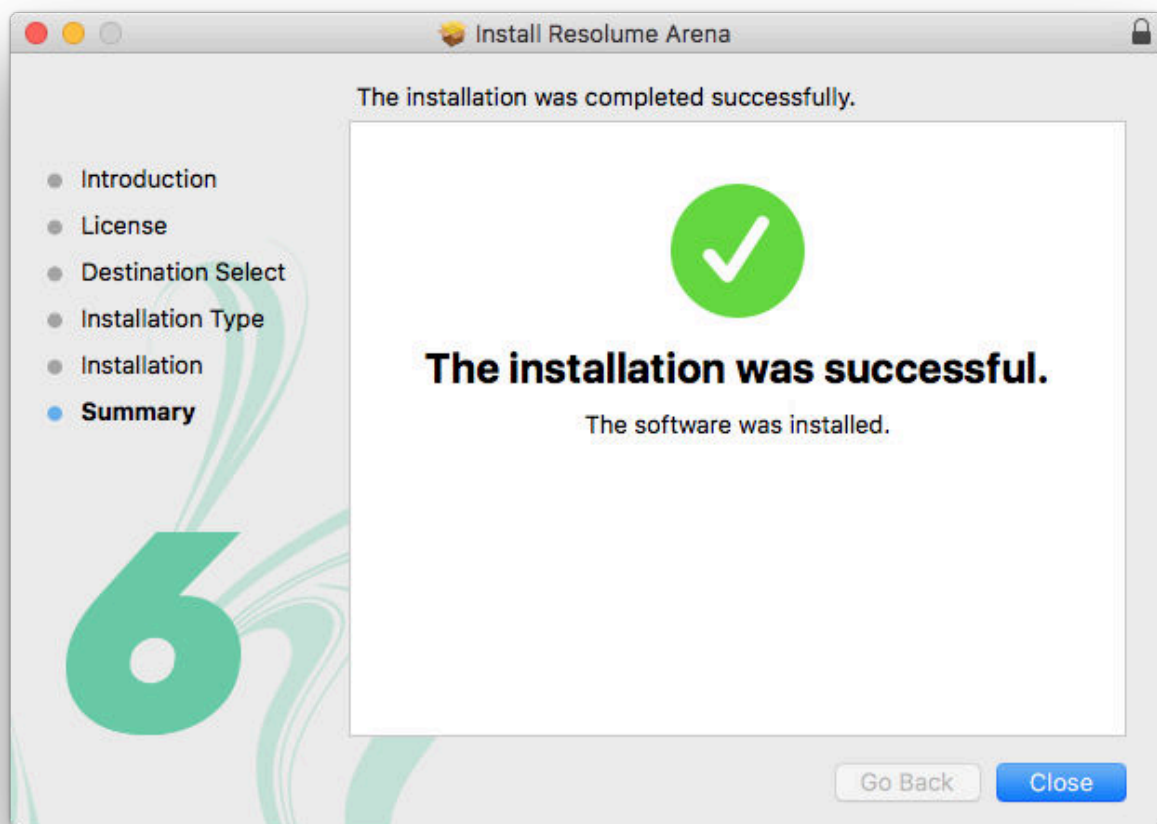 Install Resolume Arena
The installation was completed successfully.
Introduction
License
Destination Select
Installation Type
Installation
Summary
6
The installation was successful.
The software was installed.
Go Back
Close